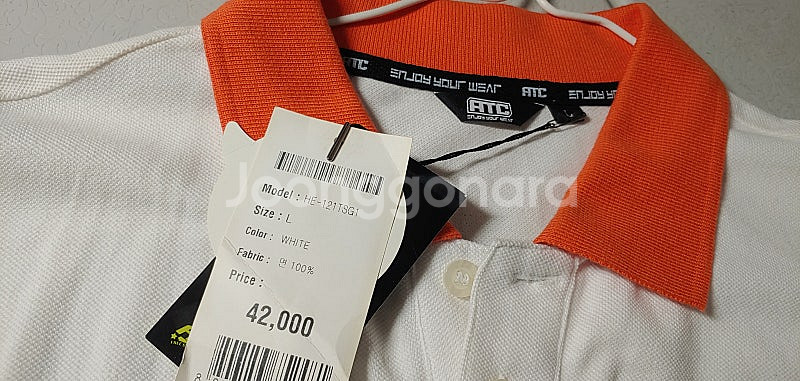 ATC ENJOY YOUR WEAR ATC ENJOY YOUR
ATC
ENJOY YOUR WEAR
L
Joonggonara
Model : HE-121TSG1
Size : L
Color : WHITE
Fabric : 면 100%
Price :
42,000
8